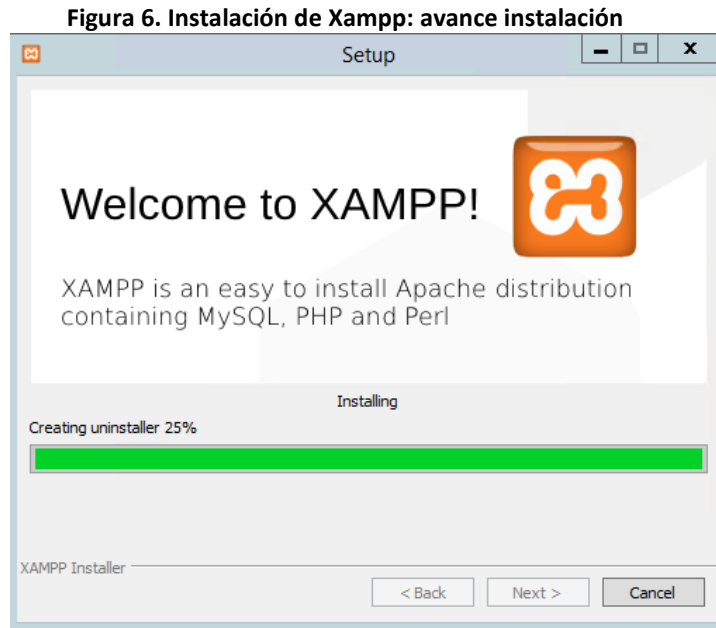 Figura 6. Instalación de Xampp: avance instalación
Setup
Welcome to XAMPP!
XAMPP is an easy to install Apache distribution
containing MySQL, PHP and Perl
Installing
Creating uninstaller 25%
XAMPP Installer
< Back Next > Cancel